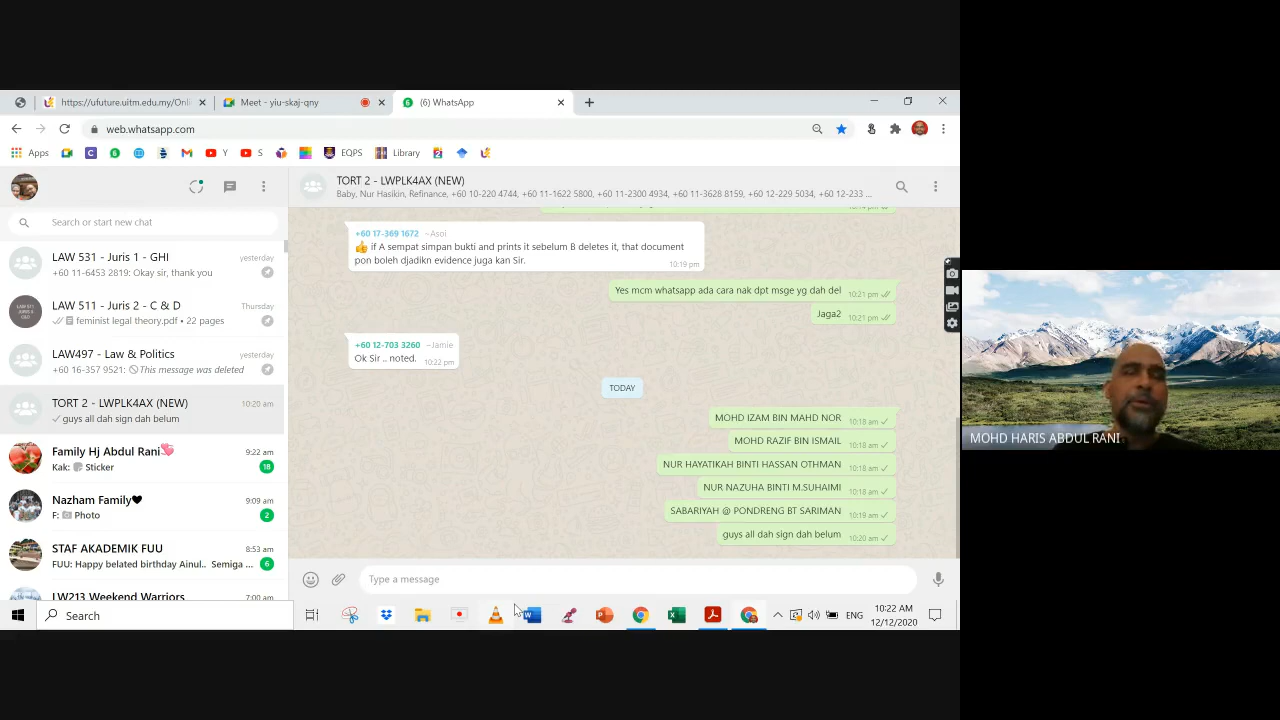 https://ufuture.uitm.edu.my/Onli
Meet - yiu-skaj-qny
(6) WhatsApp
web.whatsapp.com
Apps
Y
S
EQPS
Library
TORT 2 - LWPLK4AX (NEW)
Baby, Nur Hasikin, Refinance, +60 10-220 4744, +60 11-1622 5800, +60 11-2300 4934, +60 11-3628 8159, +60 12-229 5034, +60 12-233 ...
Search or start new chat
LAW 531 - Juris 1 - GHI
yesterday
+60 11-6453 2819: Okay sir, thank you
LAW 511 - Juris 2 - C & D
Thursday
feminist legal theory.pdf • 22 pages
LAW497 - Law & Politics
yesterday
+60 16-357 9521: This message was deleted
TORT 2 - LWPLK4AX (NEW)
10:20 am
guys all dah sign dah belum
Family Hj Abdul Rani
9:22 am
Kak: Sticker
18
Nazham Family
9:09 am
F: Photo
2
STAF AKADEMIK FUU
8:53 am
FUU: Happy belated birthday Ainul.. Semiga ...
6
LW213 Weekend Warriors
7:00 am
+60 17-369 1672 ~Asoi
👍 if A sempat simpan bukti and prints it sebelum B deletes it, that document
pon boleh djadikn evidence juga kan Sir.
10:19 pm
Yes mcm whatsapp ada cara nak dpt msge yg dah del
10:21 pm
Jaga2
10:21 pm
+60 12-703 3260 ~Jamie
Ok Sir .. noted.
10:22 pm
TODAY
MOHD IZAM BIN MAHD NOR
10:18 am
MOHD RAZIF BIN ISMAIL
10:18 am
NUR HAYATIKAH BINTI HASSAN OTHMAN
10:18 am
NUR NAZUHA BINTI M.SUHAIMI
10:18 am
SABARIYAH @ PONDRENG BT SARIMAN
10:19 am
guys all dah sign dah belum
10:20 am
Type a message
Search
ENG
10:22 AM
12/12/2020
MOHD HARIS ABDUL RANI